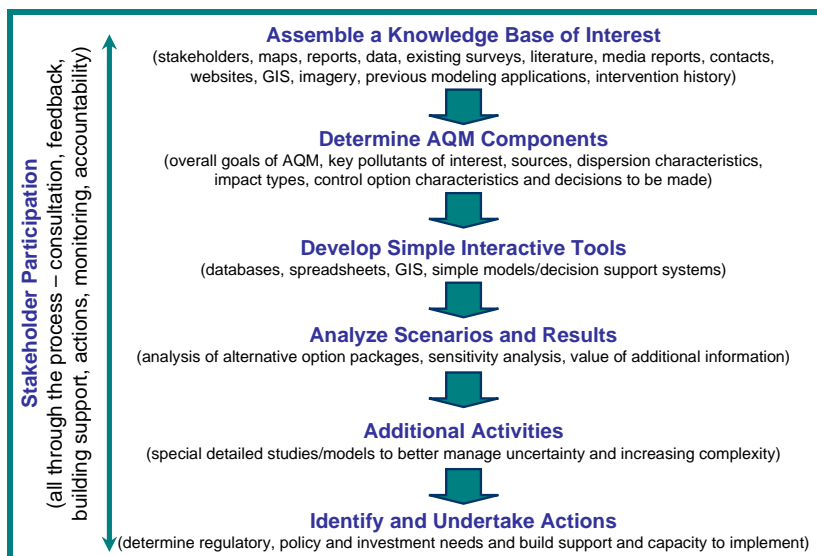 Stakeholder Participation
(all through the process – consultation, feedback,
building support, actions, monitoring, accountability)
Assemble a Knowledge Base of Interest
(stakeholders, maps, reports, data, existing surveys, literature, media reports, contacts,
websites, GIS, imagery, previous modeling applications, intervention history)
Determine AQM Components
(overall goals of AQM, key pollutants of interest, sources, dispersion characteristics,
impact types, control option characteristics and decisions to be made)
Develop Simple Interactive Tools
(databases, spreadsheets, GIS, simple models/decision support systems)
Analyze Scenarios and Results
(analysis of alternative option packages, sensitivity analysis, value of additional information)
Additional Activities
(special detailed studies/models to better manage uncertainty and increasing complexity)
Identify and Undertake Actions
(determine regulatory, policy and investment needs and build support and capacity to implement)